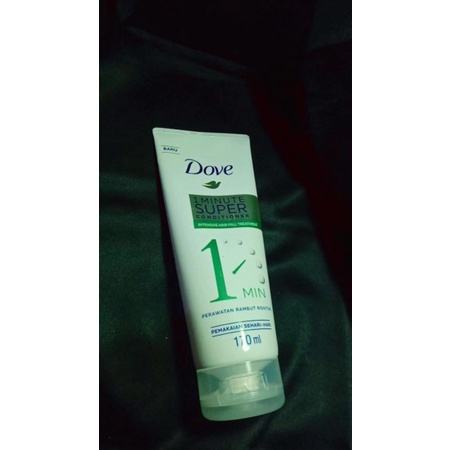 BARU
Dove
1 MINUTE
SUPER
CONDITIONER
INTENSIVE HAIR FALL TREATMENT
1
MIN
PERAWATAN RAMBUT RONTOK
PEMAKAIAN SEHARI-HARI
170 ml